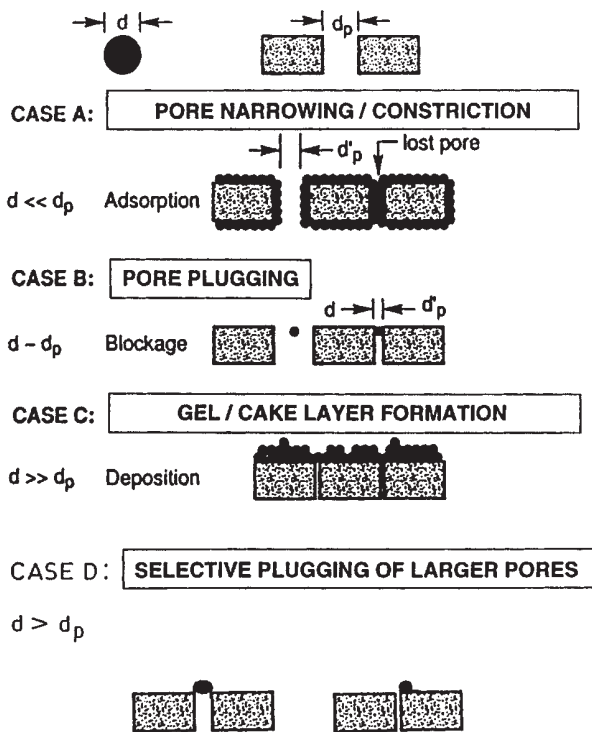 d
dp
CASE A: PORE NARROWING / CONSTRICTION
d'p
lost pore
d << dp Adsorption
CASE B: PORE PLUGGING
d
d'p
d ~ dp Blockage
CASE C: GEL / CAKE LAYER FORMATION
d >> dp Deposition
CASE D: SELECTIVE PLUGGING OF LARGER PORES
d > dp